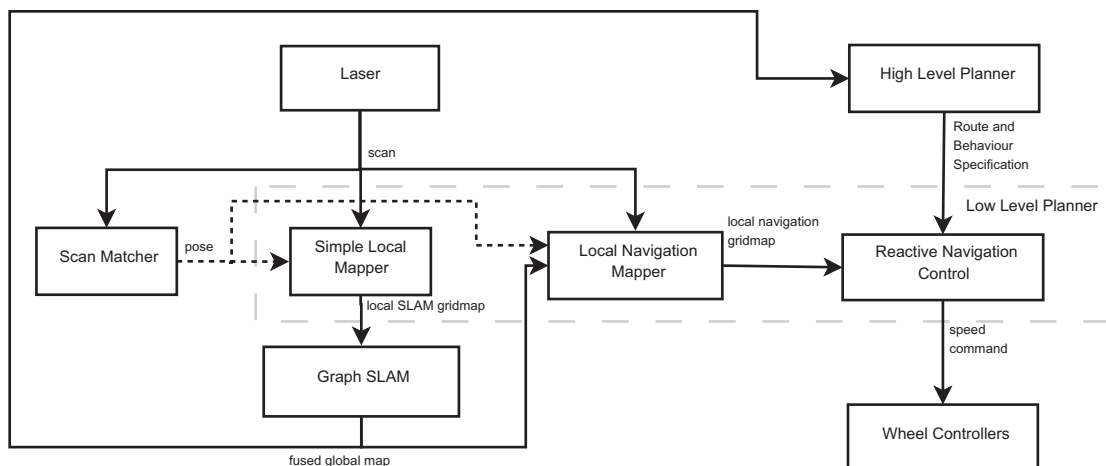 Laser
High Level Planner
scan
Route and
Behaviour
Specification
Low Level Planner
Scan Matcher
pose
Simple Local
Mapper
Local Navigation
Mapper
local navigation
gridmap
Reactive Navigation
Control
local SLAM gridmap
Graph SLAM
speed
command
fused global map
Wheel Controllers